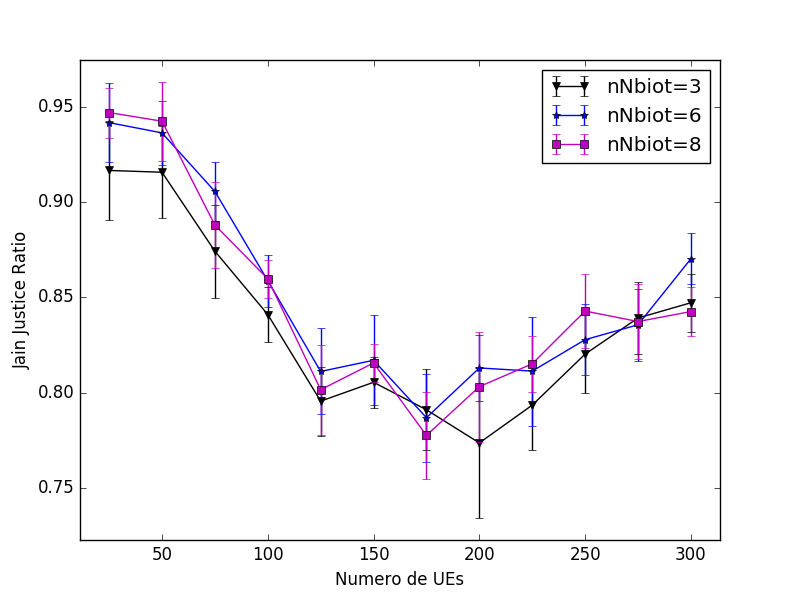 nNbiot=3
nNbiot=6
nNbiot=8
0.95
0.90
0.85
0.80
0.75
Jain Justice Ratio
50 100 150 200 250 300
Numero de UEs